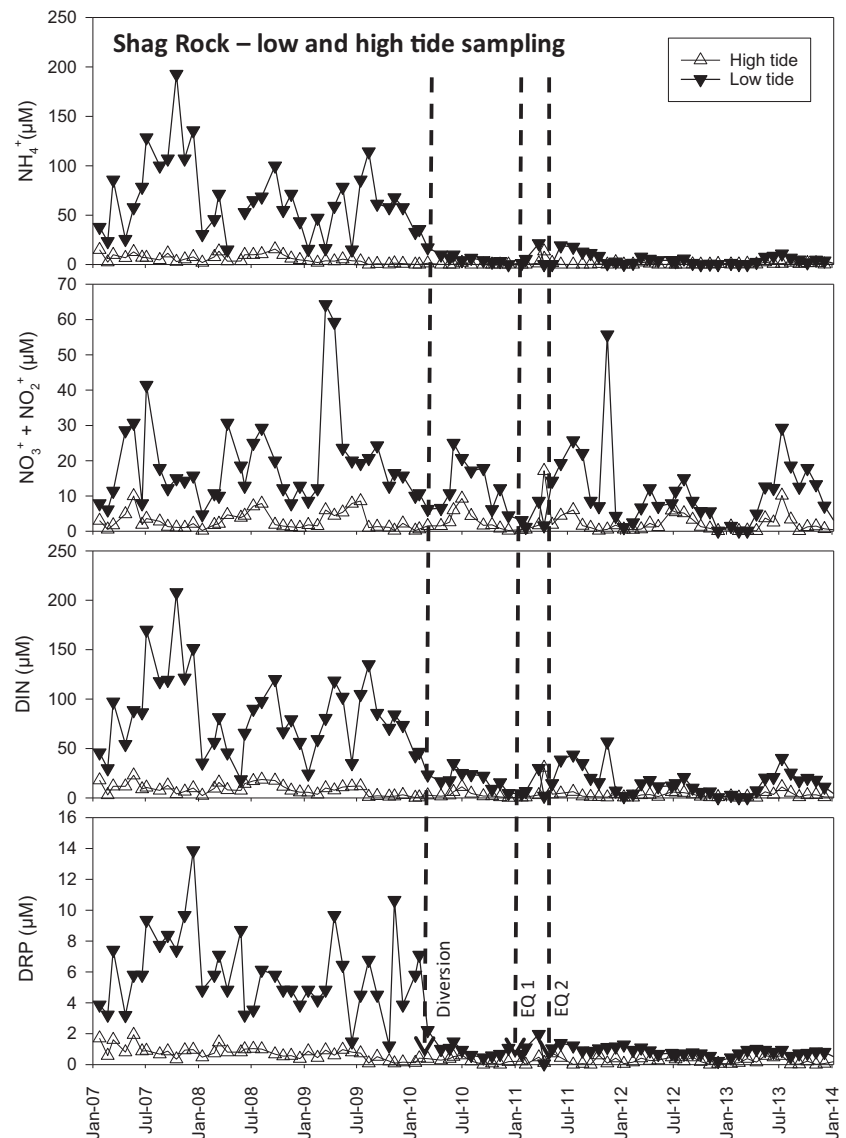 Shag Rock – low and high tide sampling
High tide
Low tide
NH₄⁺(µM)
250
200
150
100
50
0
NO₃⁺ + NO₂⁺ (µM)
70
60
50
40
30
20
10
0
DIN (µM)
250
200
150
100
50
0
DRP (µM)
16
14
12
10
8
6
4
2
0
Diversion
EQ 1
EQ 2
Jan-07
Jul-07
Jan-08
Jul-08
Jan-09
Jul-09
Jan-10
Jul-10
Jan-11
Jul-11
Jan-12
Jul-12
Jan-13
Jul-13
Jan-14